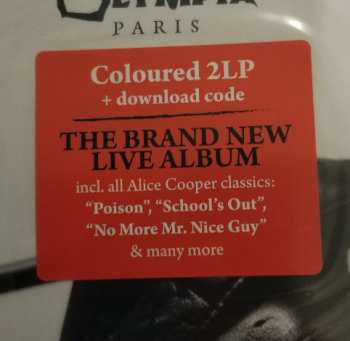 OLYMPIA
PARIS
Coloured 2LP
+ download code
THE BRAND NEW
LIVE ALBUM
incl. all Alice Cooper classics:
“Poison”, “School’s Out”,
“No More Mr. Nice Guy”
& many more